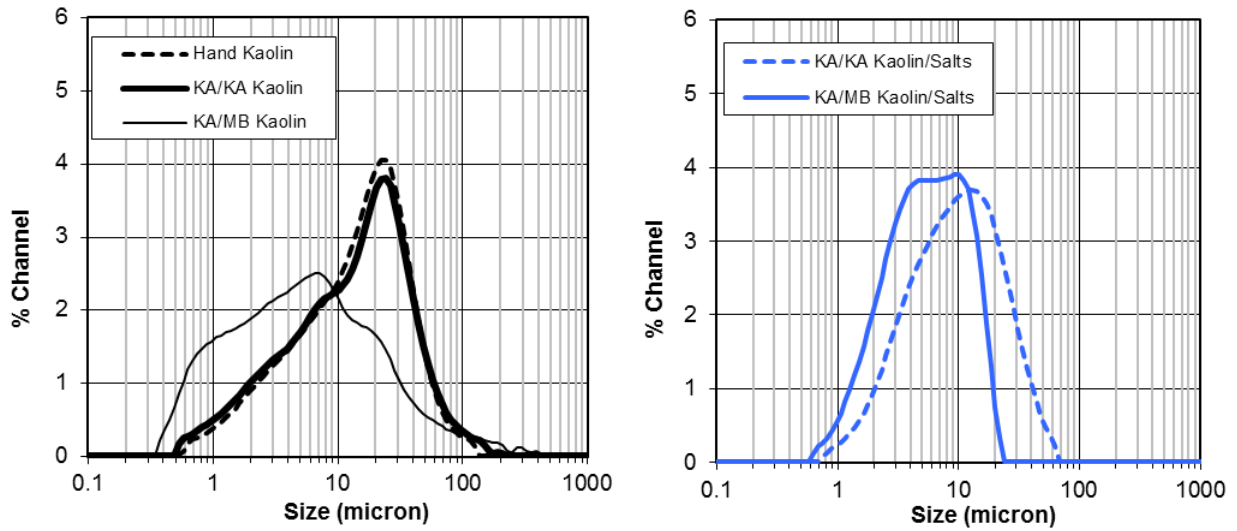 6
5
4
3
2
1
0
% Channel
Hand Kaolin
KA/KA Kaolin
KA/MB Kaolin
0.1 1 10 100 1000
Size (micron)
6
5
4
3
2
1
0
% Channel
KA/KA Kaolin/Salts
KA/MB Kaolin/Salts
0.1 1 10 100 1000
Size (micron)